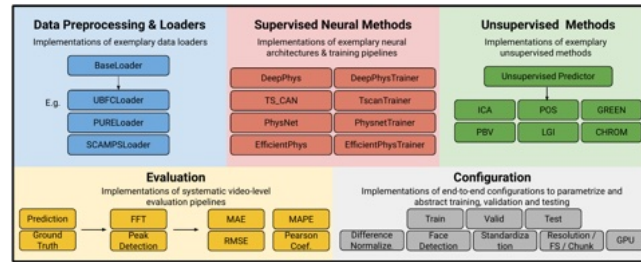 Data Preprocessing & Loaders
Implementations of exemplary data loaders
BaseLoader
E.g.
UBFCLoader
PURELoader
SCAMPSLoader
Supervised Neural Methods
Implementations of exemplary neural
architectures & training pipelines
DeepPhys
DeepPhysTrainer
TS_CAN
TscanTrainer
PhysNet
PhysnetTrainer
EfficientPhys
EfficientPhysTrainer
Unsupervised Methods
Implementations of exemplary
unsupervised methods
Unsupervised Predictor
ICA
POS
GREEN
PBV
LGI
CHROM
Evaluation
Implementations of systematic video-level
evaluation pipelines
Prediction
Ground
Truth
FFT
Peak
Detection
MAE
MAPE
RMSE
Pearson
Coef.
Configuration
Implementations of end-to-end configurations to parametrize and
abstract training, validation and testing
Train
Valid
Test
Difference
Normalize.
Face
Detection
Standardiza
tion
Resolution /
FS / Chunk
GPU